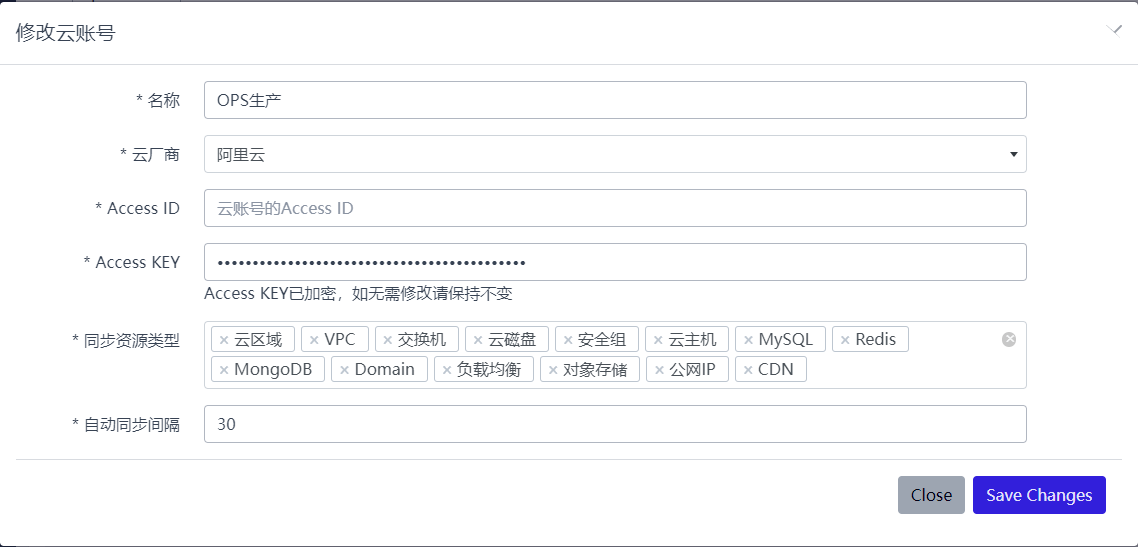 修改云账号
* 名称 OPS生产
* 云厂商 阿里云
* Access ID 云账号的Access ID
* Access KEY ••••••••••••••••••••••••••••••••••••••••••••
Access KEY已加密，如无需修改请保持不变
* 同步资源类型 × 云区域 × VPC × 交换机 × 云磁盘 × 安全组 × 云主机 × MySQL × Redis
× MongoDB × Domain × 负载均衡 × 对象存储 × 公网IP × CDN
* 自动同步间隔 30
Close Save Changes